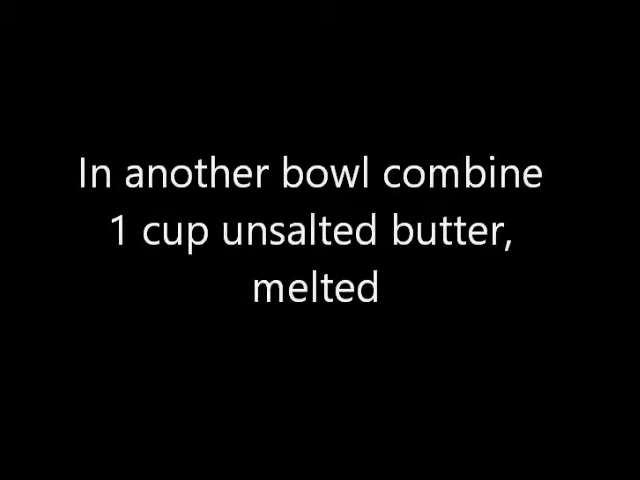 In another bowl combine
1 cup unsalted butter,
melted